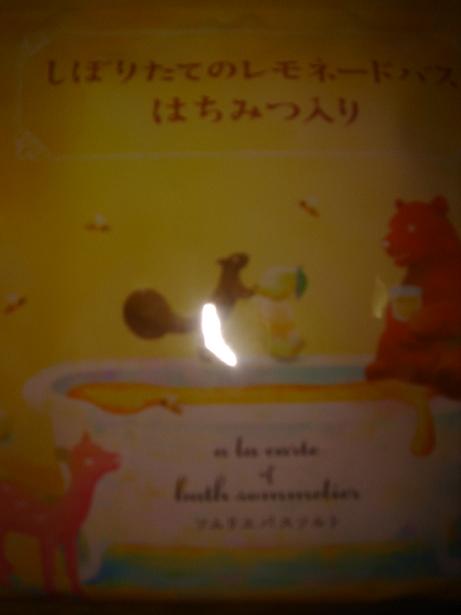 しぼりたてのレモネードバス
はちみつ入り
a la carte
of
bath sommelier
ソムリエバスソルト